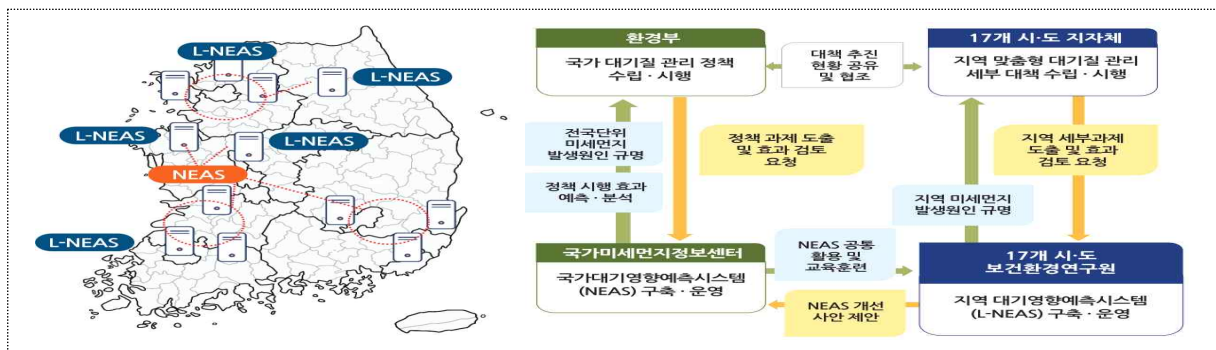 L-NEAS
L-NEAS
L-NEAS
L-NEAS
NEAS
L-NEAS
환경부
국가 대기질 관리 정책
수립·시행
대책 추진
현황 공유
및 협조
17개 시·도 지자체
지역 맞춤형 대기질 관리
세부 대책 수립·시행
전국단위
미세먼지
발생원인 규명
정책 시행 효과
예측·분석
정책 과제 도출
및 효과 검토
요청
지역 미세먼지
발생원인 규명
지역 세부과제
도출 및 효과
검토 요청
국가미세먼지정보센터
국가대기영향예측시스템
(NEAS) 구축·운영
NEAS 공통
활용 및
교육훈련
NEAS 개선
사안 제안
17개 시·도
보건환경연구원
지역 대기영향예측시스템
(L-NEAS) 구축·운영